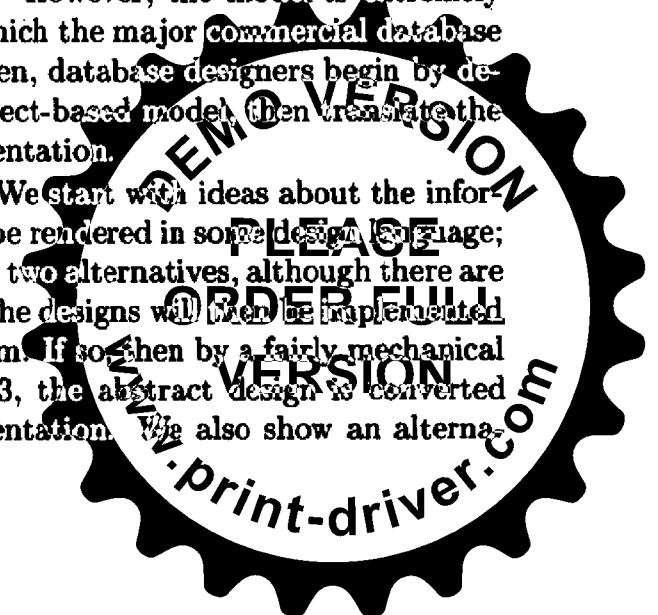 However, the model is extremely
hich the major commercial database
en, database designers begin by de-
ect-based model, then translate the
entation.
We start with ideas about the infor-
be rendered in some design language;
two alternatives, although there are
he designs will then be implemented
m. If so, then by a fairly mechanical
3, the abstract design is converted
entation. We also show an alterna-
DEMO VERSION
PLEASE
ORDER FULL
VERSION
www.print-driver.com